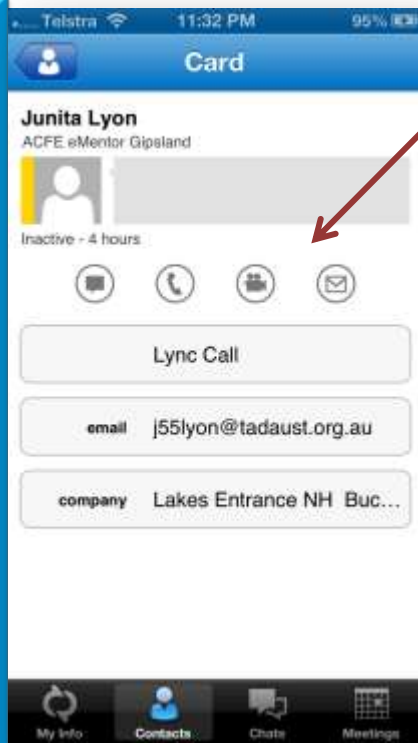 Telstra 11:32 PM 95%
Card
Junita Lyon
ACFE eMentor Gipsland
Inactive - 4 hours
Lync Call
email j55lyon@tadaust.org.au
company Lakes Entrance NH Buc...
My Info Contacts Chats Meetings